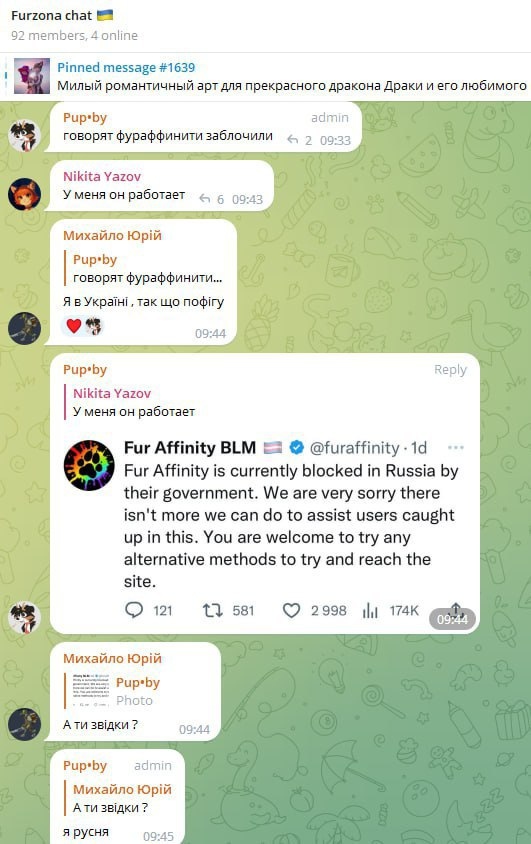 Furzona chat 🇺🇦
92 members, 4 online
Pinned message #1639
Милый романтичный арт для прекрасного дракона Драки и его любимого
Pup•by admin
говорят фураффинити заблочили 2 09:33
Nikita Yazov
У меня он работает 6 09:43
Михайло Юрій
Pup•by
говорят фураффинити...
Я в Україні , так що пофігу
❤️ 09:44
Pup•by Reply
Nikita Yazov
У меня он работает
Fur Affinity BLM @furaffinity · 1d ...
Fur Affinity is currently blocked in Russia by
their government. We are very sorry there
isn't more we can do to assist users caught
up in this. You are welcome to try any
alternative methods to try and reach the
site.
121 581 2 998 174K 09:44
Михайло Юрій
Pup•by
Photo
А ти звідки ? 09:44
Pup•by admin
Михайло Юрій
А ти звідки ?
я русня 09:45